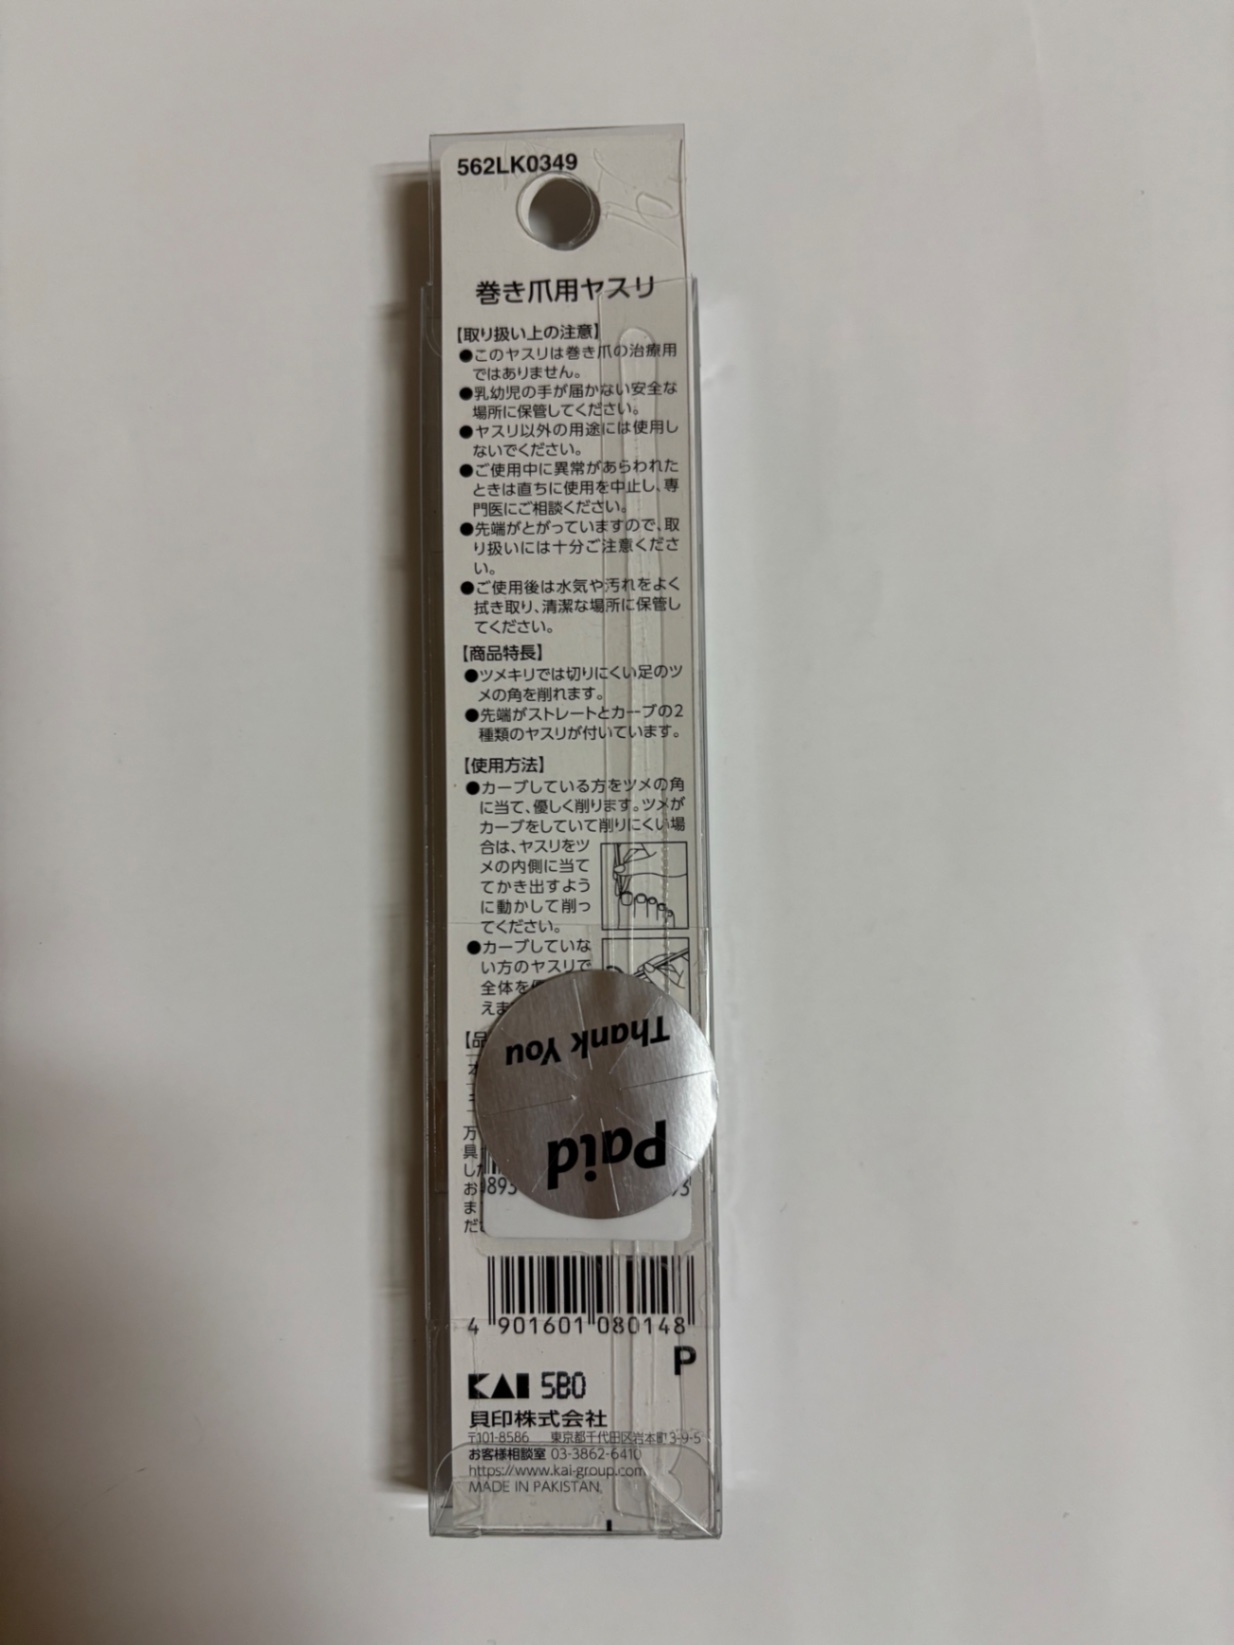 562LK0349
巻き爪用ヤスリ
【取り扱い上の注意】
●このヤスリは巻き爪の治療用
ではありません。
●乳幼児の手が届かない安全な
場所に保管してください。
●ヤスリ以外の用途には使用し
ないでください。
●ご使用中に異常があらわれた
ときは直ちに使用を中止し、専
門医にご相談ください。
●先端がとがっていますので、取
り扱いには十分ご注意くださ
い。
●ご使用後は水気や汚れをよく
拭き取り、清潔な場所に保管し
てください。
【商品特長】
●ツメキリでは切りにくい足のツ
メの角を削れます。
●先端がストレートとカーブの2
種類のヤスリが付いています。
【使用方法】
●カーブしている方をツメの角
に当て、優しく削ります。ツメが
カーブをしていて削りにくい場
合は、ヤスリをツ
メの内側に当て
てかき出すよう
に動かして削っ
てください。
●カーブしていな
い方のヤスリで
全体を
えま
【品
Thank You
Paid
万
具
し
お
ま
だ
893
93
4 901601 080148
P
KAI 5B0
貝印株式会社
〒101-8586 東京都千代田区岩本町3-9-5
お客様相談室 03-3862-6410
https://www.kai-group.com
MADE IN PAKISTAN